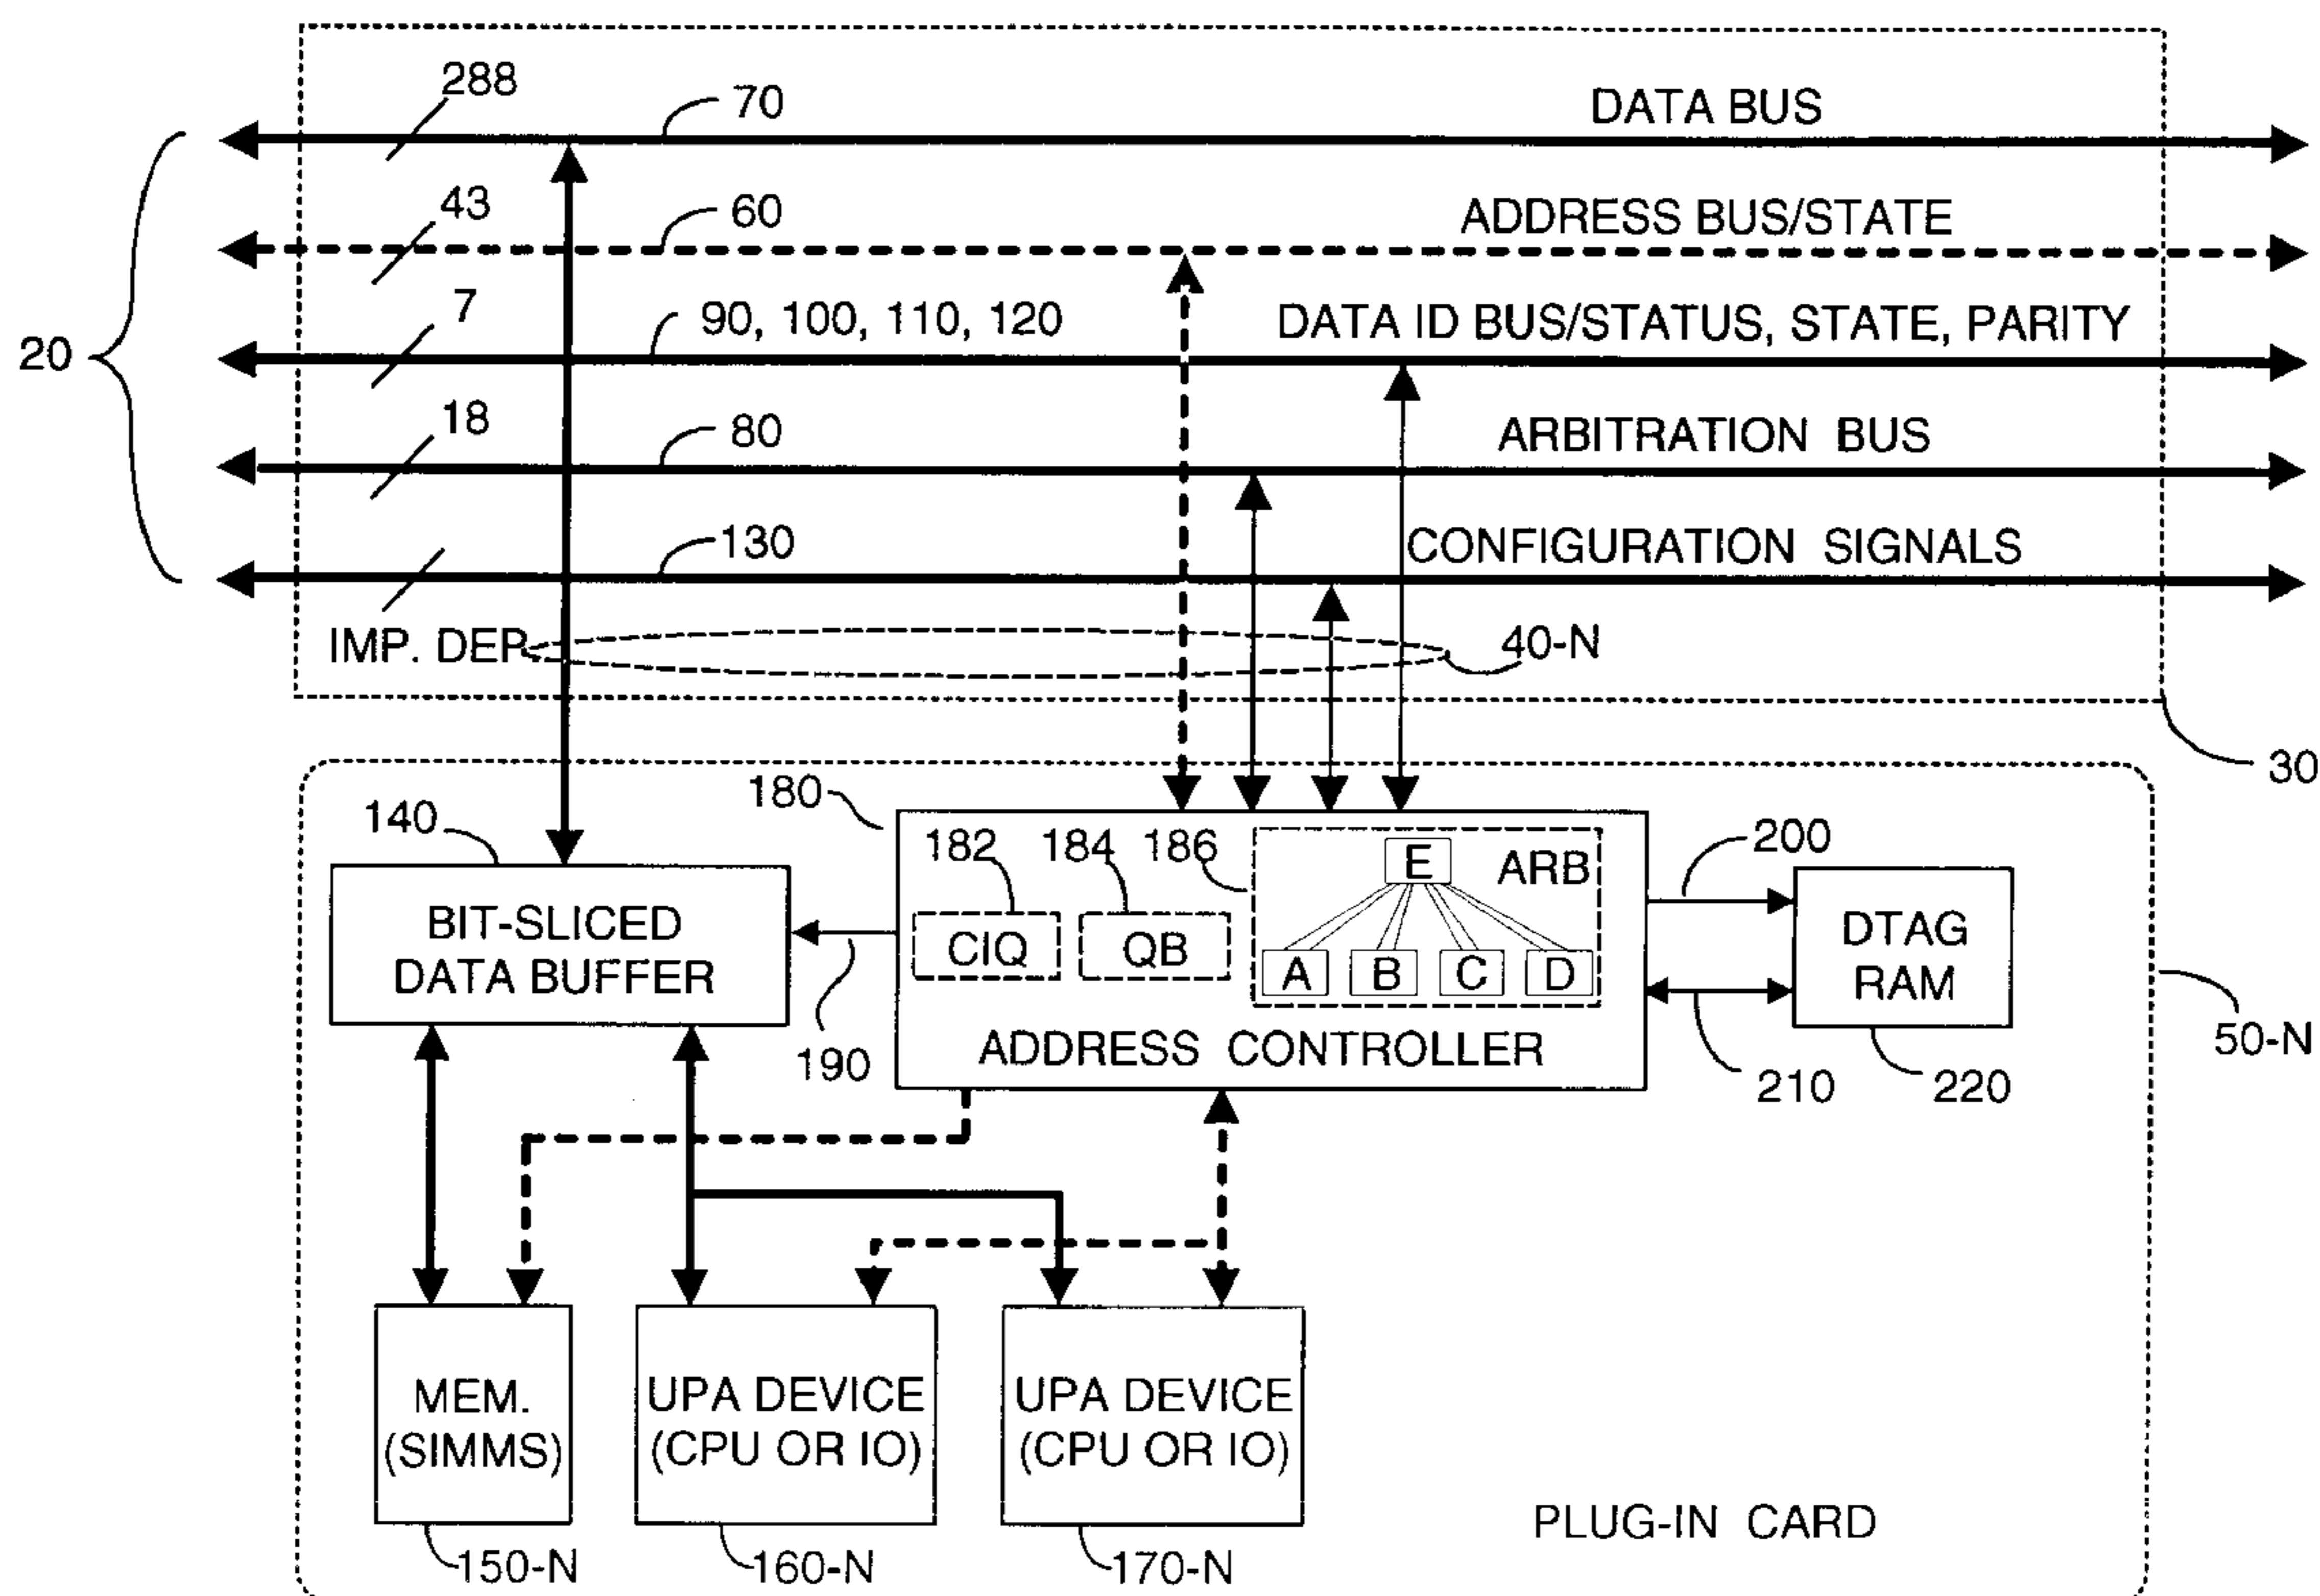 288
70
DATA BUS
43
60
ADDRESS BUS/STATE
7
90, 100, 110, 120
DATA ID BUS/STATUS, STATE, PARITY
20
18
80
ARBITRATION BUS
130
CONFIGURATION SIGNALS
IMP. DEP.
40-N
30
180
140
182
184
186
E
ARB
200
BIT-SLICED
DATA BUFFER
CIQ
QB
A
B
C
D
DTAG
RAM
190
ADDRESS CONTROLLER
210
220
50-N
MEM.
(SIMMS)
UPA DEVICE
(CPU OR IO)
UPA DEVICE
(CPU OR IO)
PLUG-IN CARD
150-N
160-N
170-N